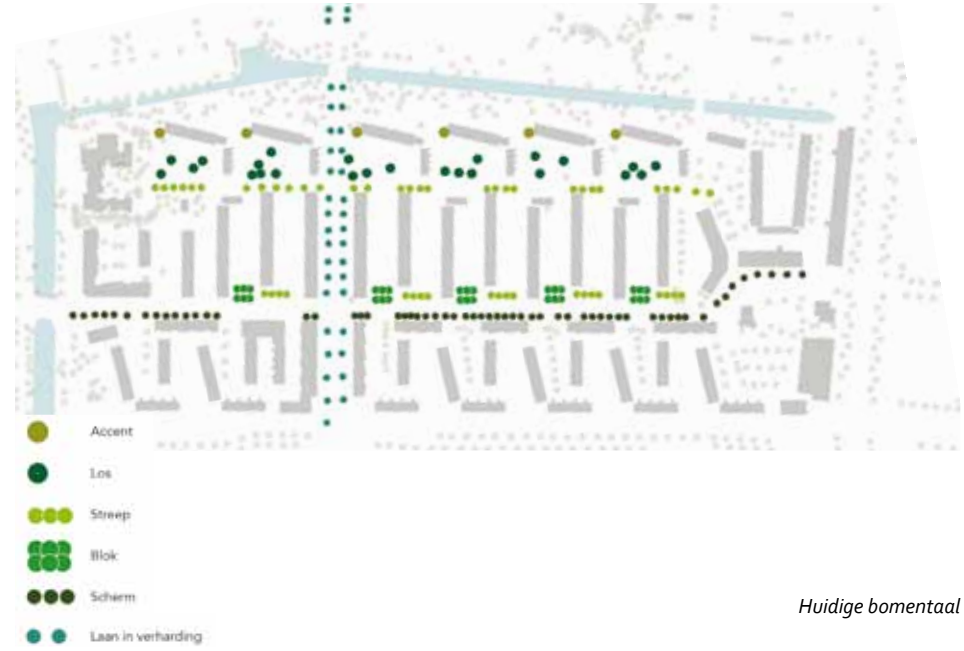 Accent
Los
Streep
Blok
Scherm
Laan in verharding
Huidige bomentaal